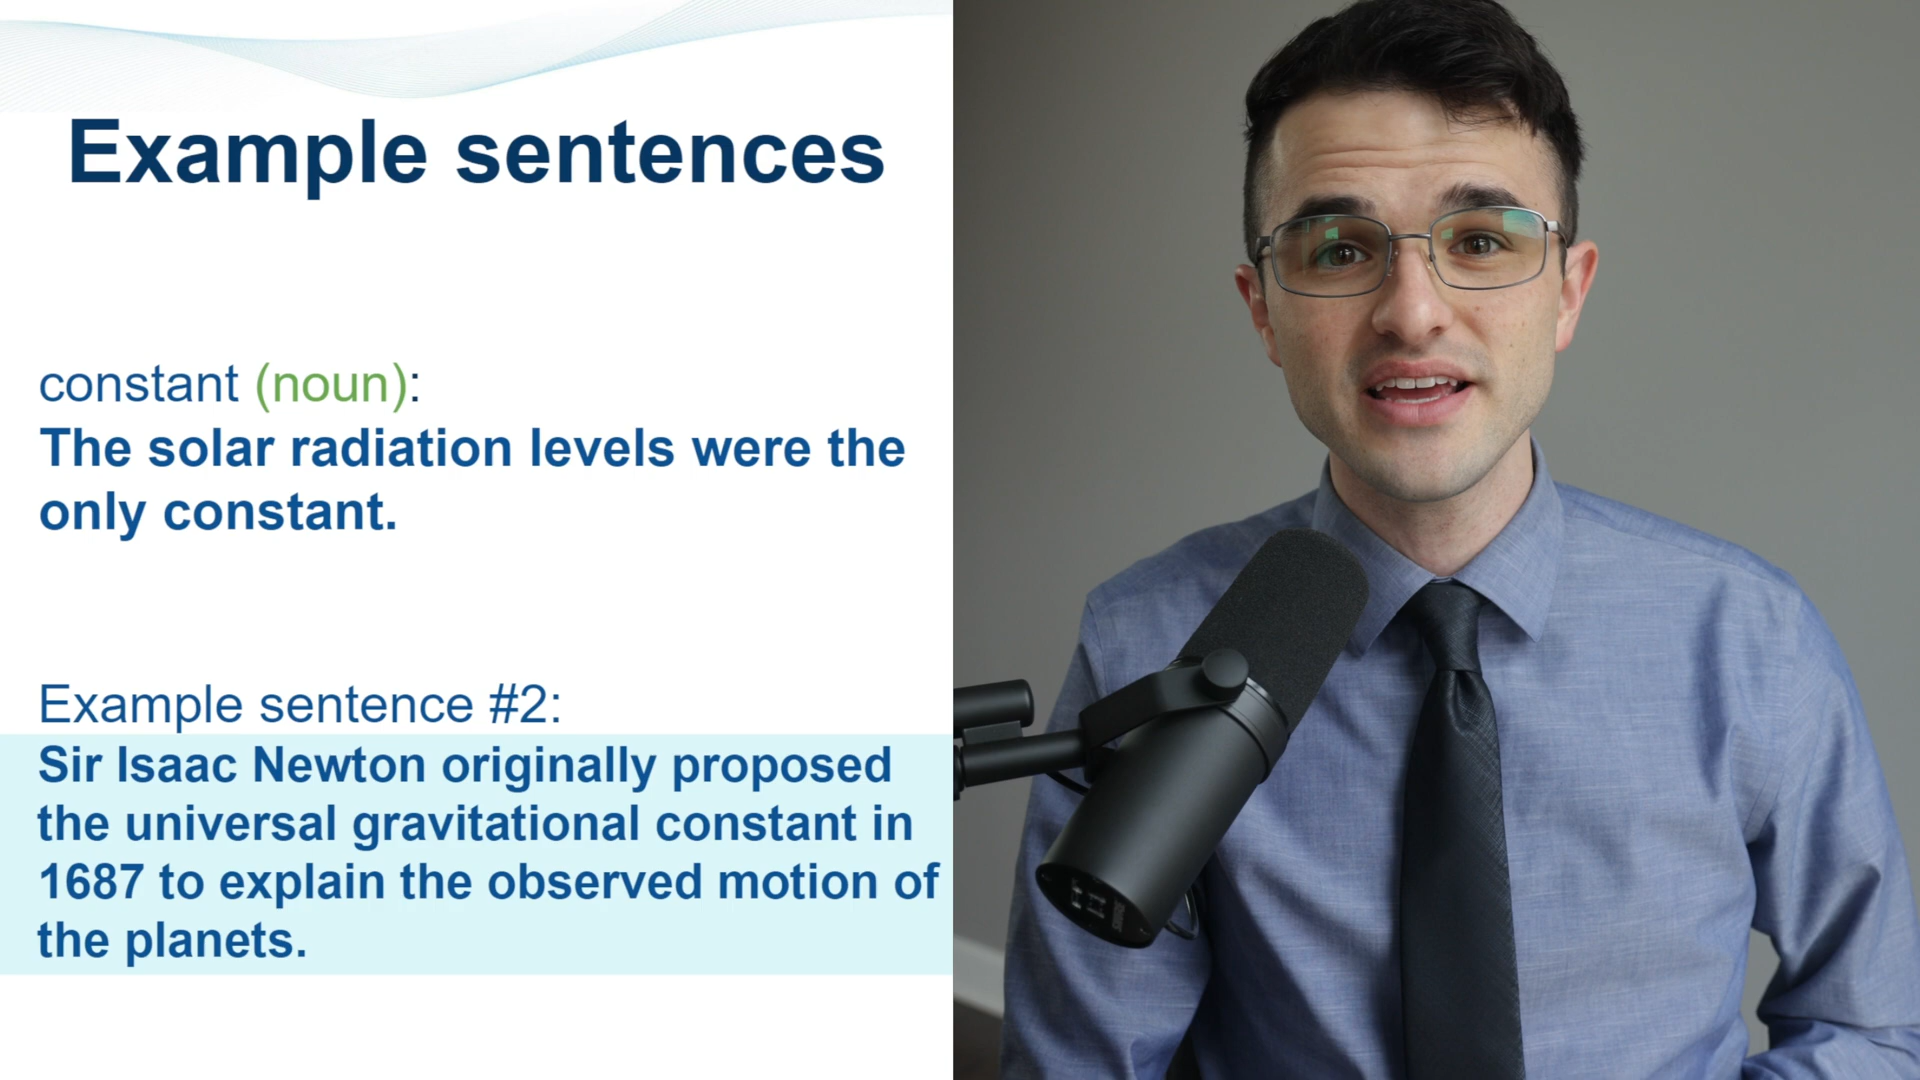 Example sentences
constant (noun):
The solar radiation levels were the
only constant.
Example sentence #2:
Sir Isaac Newton originally proposed
the universal gravitational constant in
1687 to explain the observed motion of
the planets.